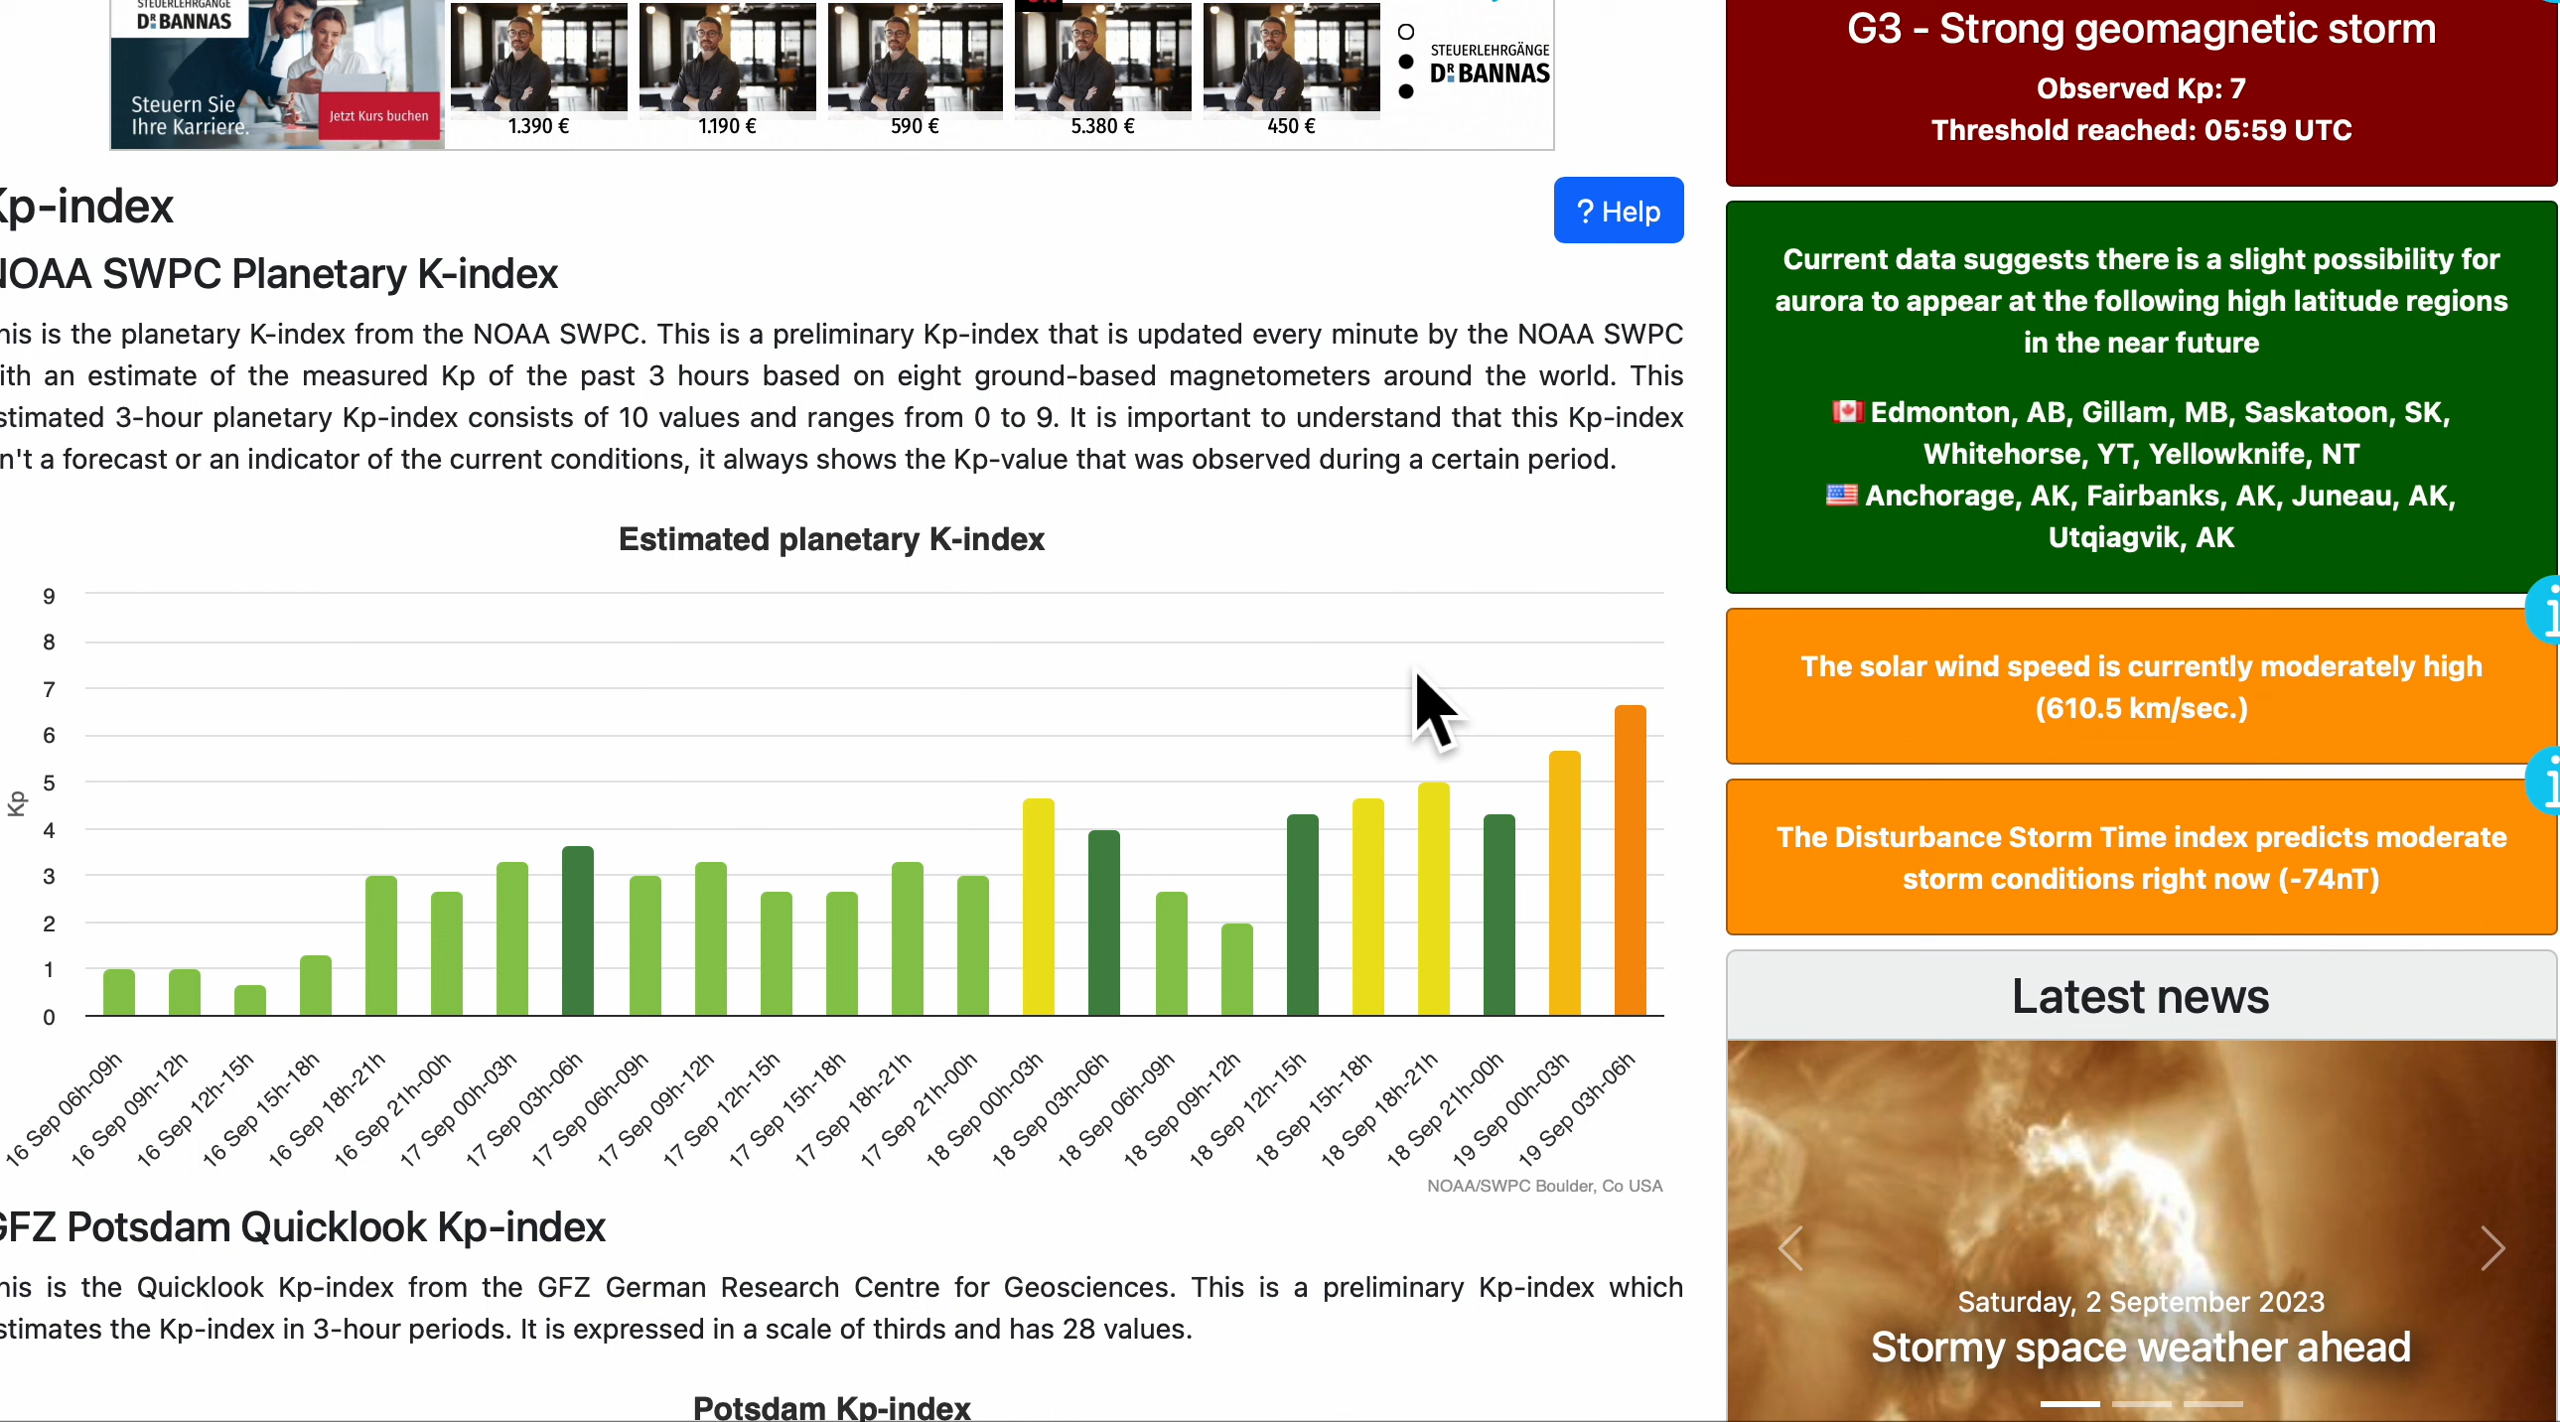 STEUERLEHRGÄNGE
DR BANNAS
Steuern Sie
Ihre Karriere.
Jetzt Kurs buchen
1.390 €
1.190 €
590 €
5.380 €
450 €
STEUERLEHRGÄNGE
DR BANNAS
Kp-index
? Help
NOAA SWPC Planetary K-index
his is the planetary K-index from the NOAA SWPC. This is a preliminary Kp-index that is updated every minute by the NOAA SWPC
ith an estimate of the measured Kp of the past 3 hours based on eight ground-based magnetometers around the world. This
stimated 3-hour planetary Kp-index consists of 10 values and ranges from 0 to 9. It is important to understand that this Kp-index
n't a forecast or an indicator of the current conditions, it always shows the Kp-value that was observed during a certain period.
Estimated planetary K-index
9
8
7
6
5
4
3
2
1
0
Kp
16 Sep 06h-09h
16 Sep 09h-12h
16 Sep 12h-15h
16 Sep 15h-18h
16 Sep 18h-21h
16 Sep 21h-00h
17 Sep 00h-03h
17 Sep 03h-06h
17 Sep 06h-09h
17 Sep 09h-12h
17 Sep 12h-15h
17 Sep 15h-18h
17 Sep 18h-21h
17 Sep 21h-00h
18 Sep 00h-03h
18 Sep 03h-06h
18 Sep 06h-09h
18 Sep 09h-12h
18 Sep 12h-15h
18 Sep 15h-18h
18 Sep 18h-21h
18 Sep 21h-00h
19 Sep 00h-03h
19 Sep 03h-06h
NOAA/SWPC Boulder, Co USA
GFZ Potsdam Quicklook Kp-index
his is the Quicklook Kp-index from the GFZ German Research Centre for Geosciences. This is a preliminary Kp-index which
stimates the Kp-index in 3-hour periods. It is expressed in a scale of thirds and has 28 values.
Potsdam Kp-index
G3 - Strong geomagnetic storm
Observed Kp: 7
Threshold reached: 05:59 UTC
Current data suggests there is a slight possibility for
aurora to appear at the following high latitude regions
in the near future
Edmonton, AB, Gillam, MB, Saskatoon, SK,
Whitehorse, YT, Yellowknife, NT
Anchorage, AK, Fairbanks, AK, Juneau, AK,
Utqiagvik, AK
The solar wind speed is currently moderately high
(610.5 km/sec.)
The Disturbance Storm Time index predicts moderate
storm conditions right now (-74nT)
Latest news
Saturday, 2 September 2023
Stormy space weather ahead